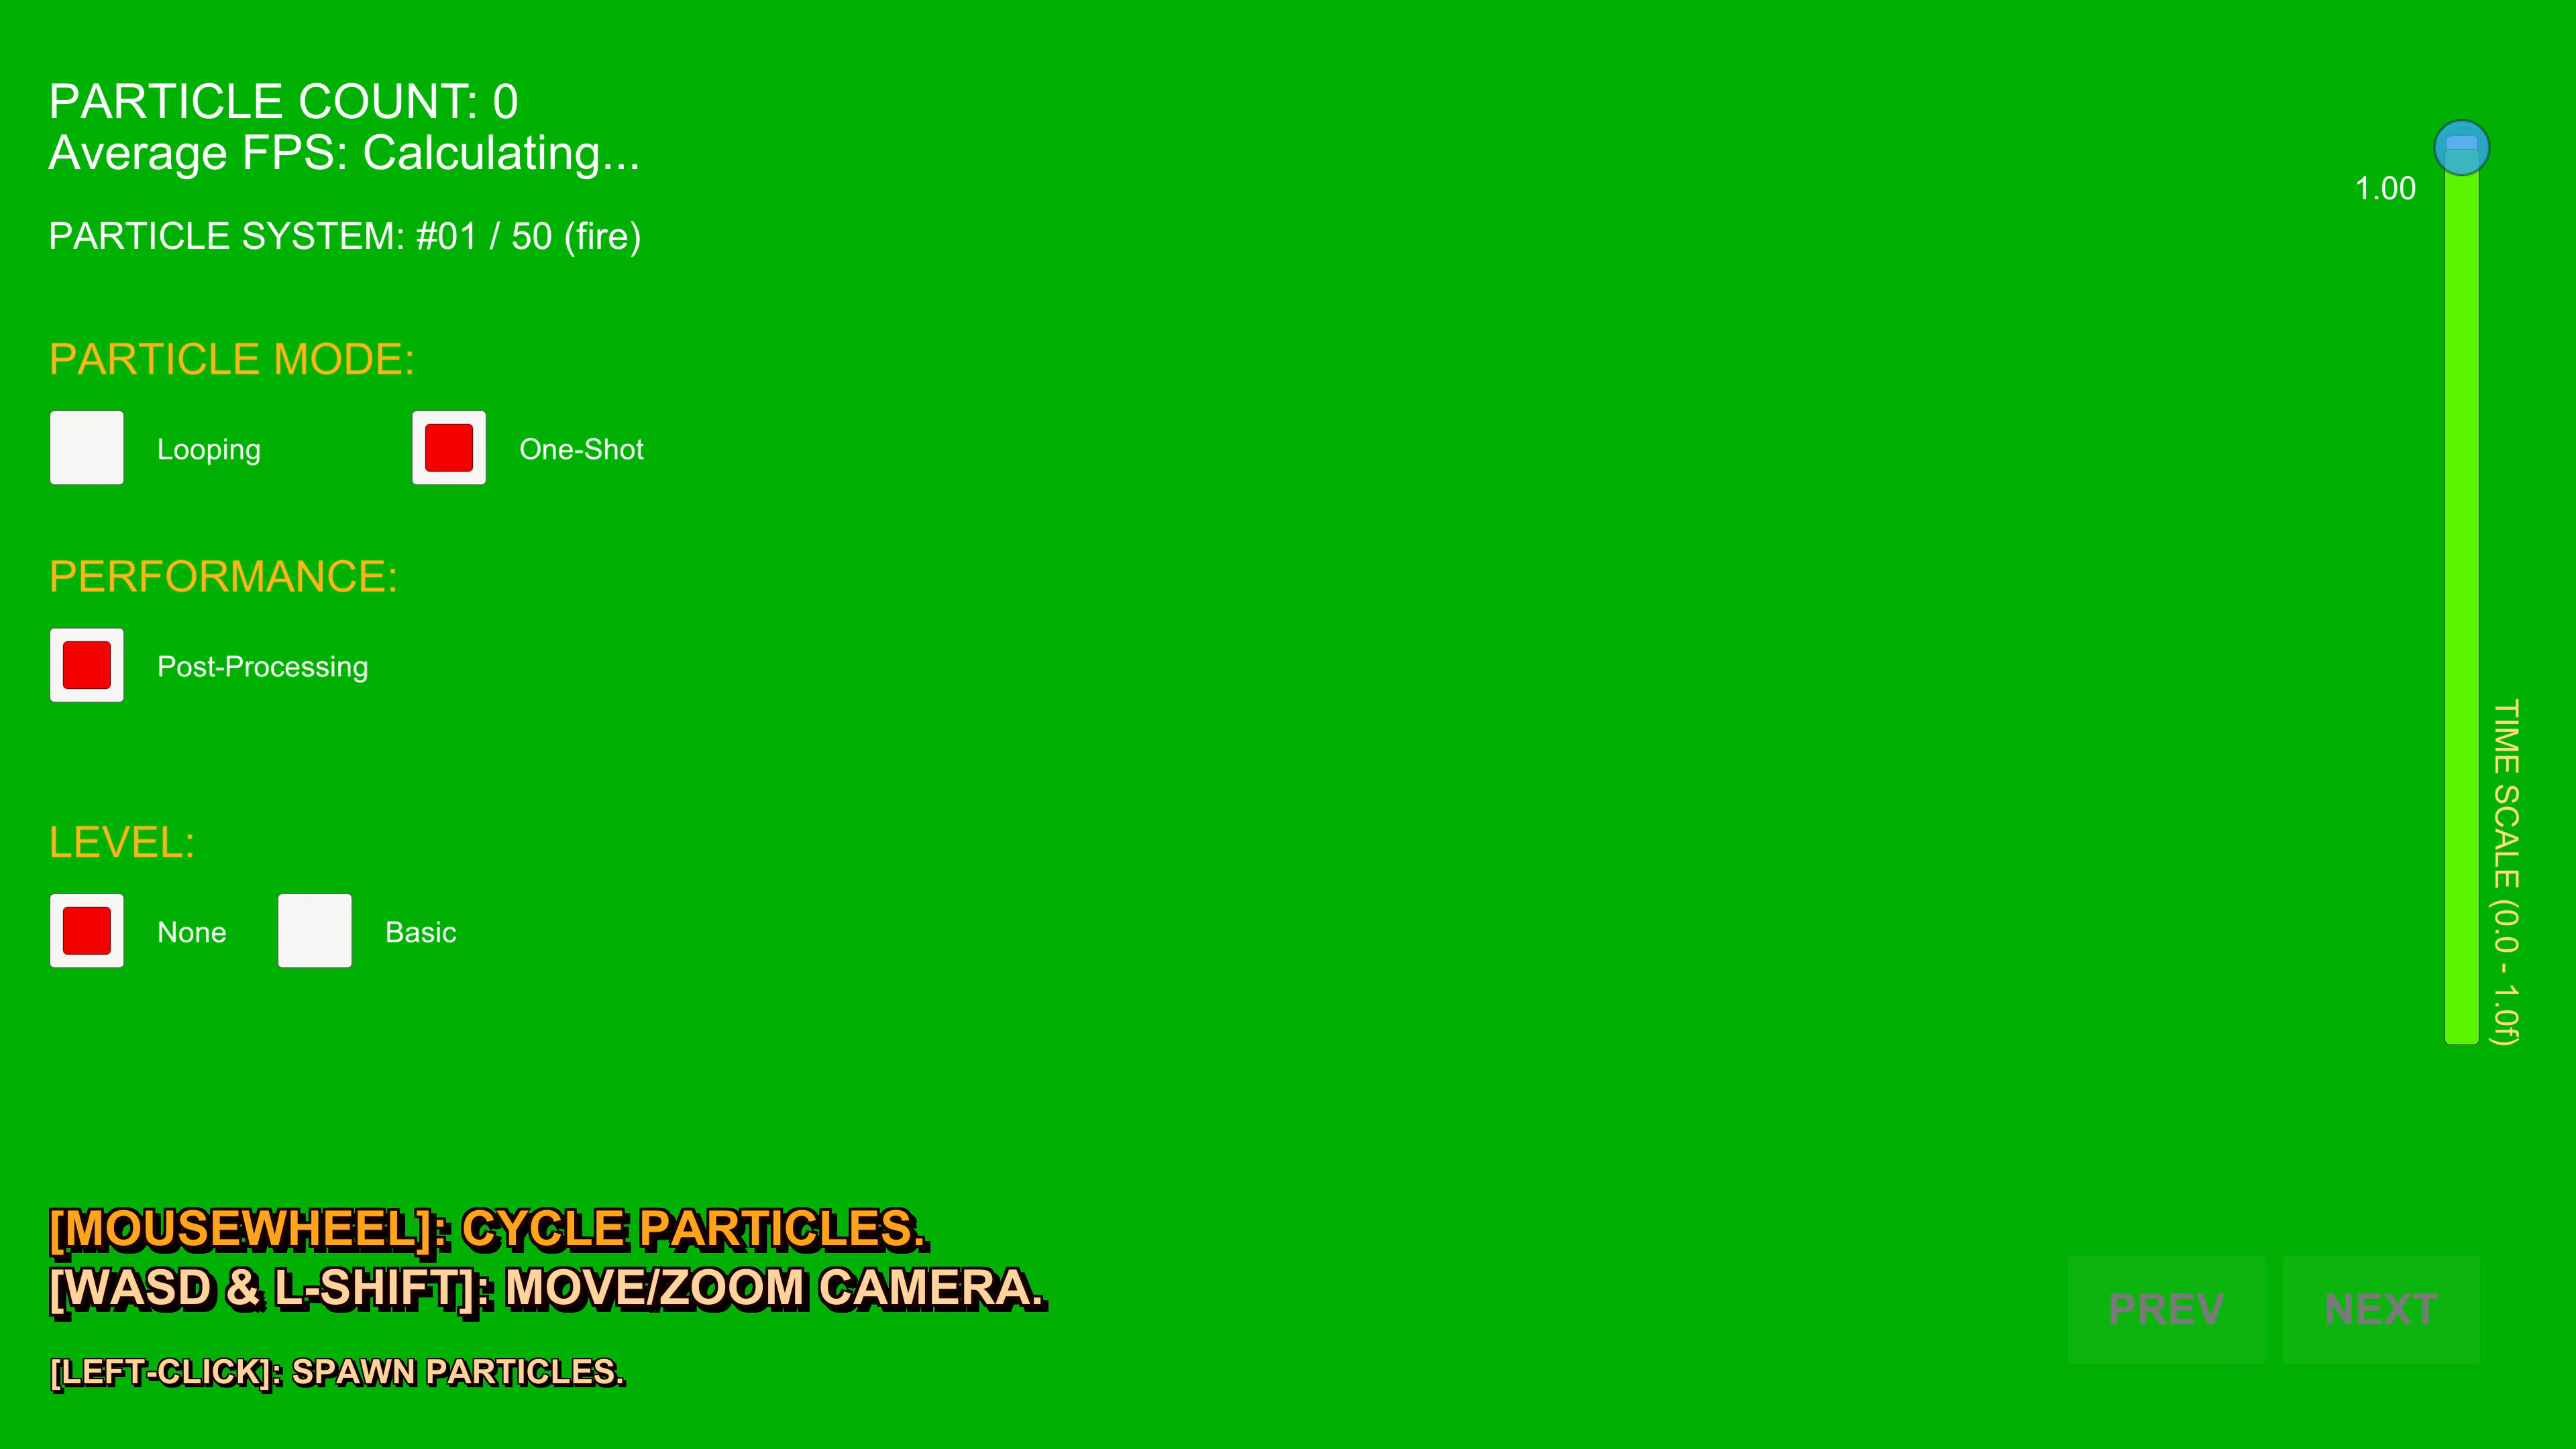 PARTICLE COUNT: 0
Average FPS: Calculating...
PARTICLE SYSTEM: #01 / 50 (fire)
1.00
PARTICLE MODE:
Looping One-Shot
PERFORMANCE:
Post-Processing
LEVEL:
None Basic
TIME SCALE (0.0 - 1.0f)
[MOUSEWHEEL]: CYCLE PARTICLES.
[WASD & L-SHIFT]: MOVE/ZOOM CAMERA.
[LEFT-CLICK]: SPAWN PARTICLES.
PREV NEXT